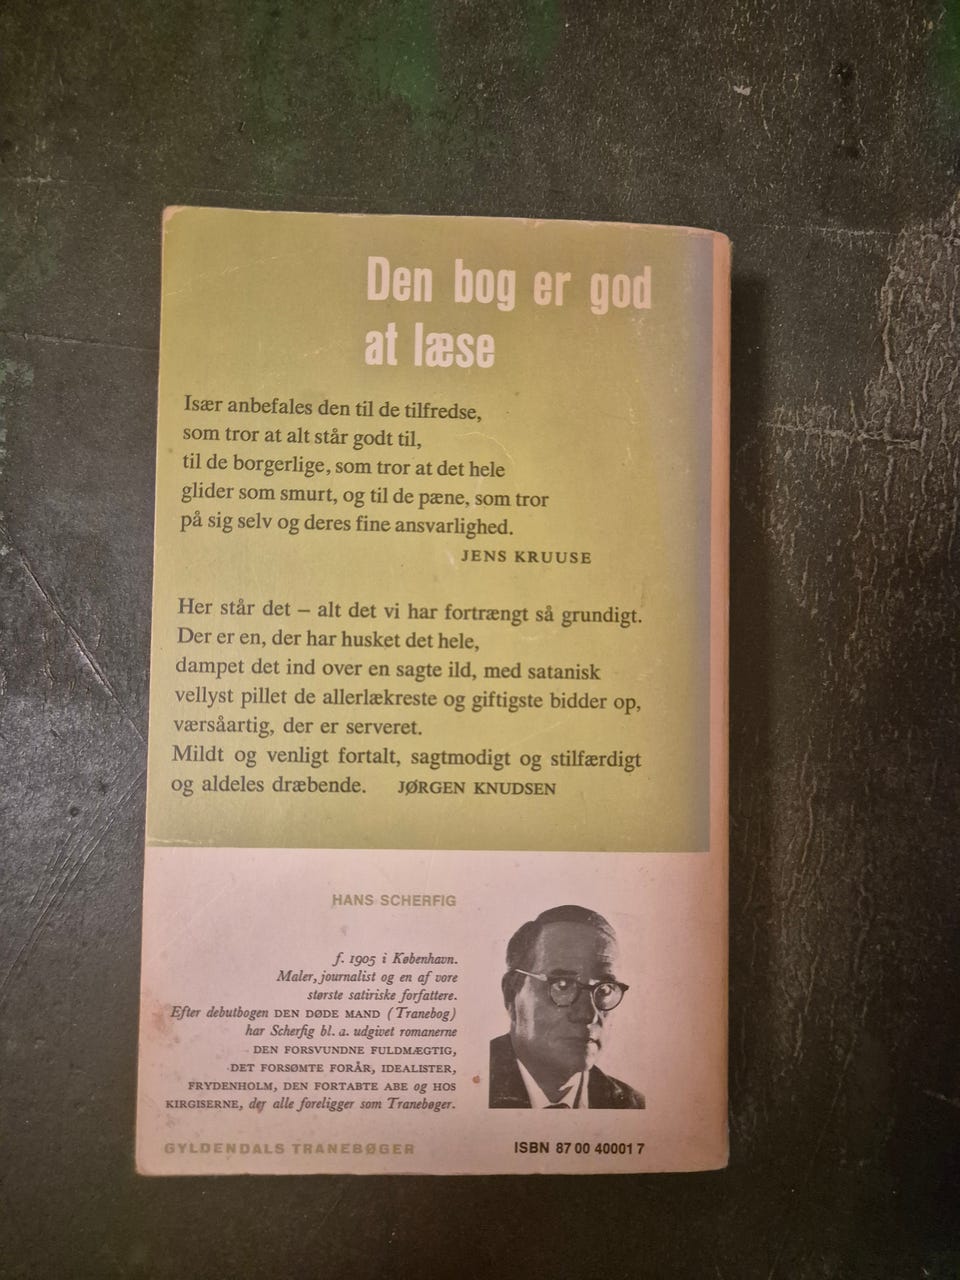 Den bog er god
at læse
Især anbefales den til de tilfredse,
som tror at alt står godt til,
til de borgerlige, som tror at det hele
glider som smurt, og til de pæne, som tror
på sig selv og deres fine ansvarlighed.
JENS KRUUSE
Her står det – alt det vi har fortrængt så grundigt.
Der er en, der har husket det hele,
dampet det ind over en sagte ild, med satanisk
vellyst pillet de allerlækreste og giftigste bidder op,
værsåartig, der er serveret.
Mildt og venligt fortalt, sagtmodigt og stilfærdigt
og aldeles dræbende. JØRGEN KNUDSEN
HANS SCHERFIG
f. 1905 i København.
Maler, journalist og en af vore
største satiriske forfattere.
Efter debutbogen DEN DØDE MAND (Tranebog)
har Scherfig bl. a. udgivet romanerne
DEN FORSVUNDNE FULDMÆGTIG,
DET FORSØMTE FORÅR, IDEALISTER,
FRYDENHOLM, DEN FORTABTE ABE og HOS
KIRGISERNE, der alle foreligger som Tranebøger.
GYLDENDALS TRANEBØGER
ISBN 87 00 40001 7